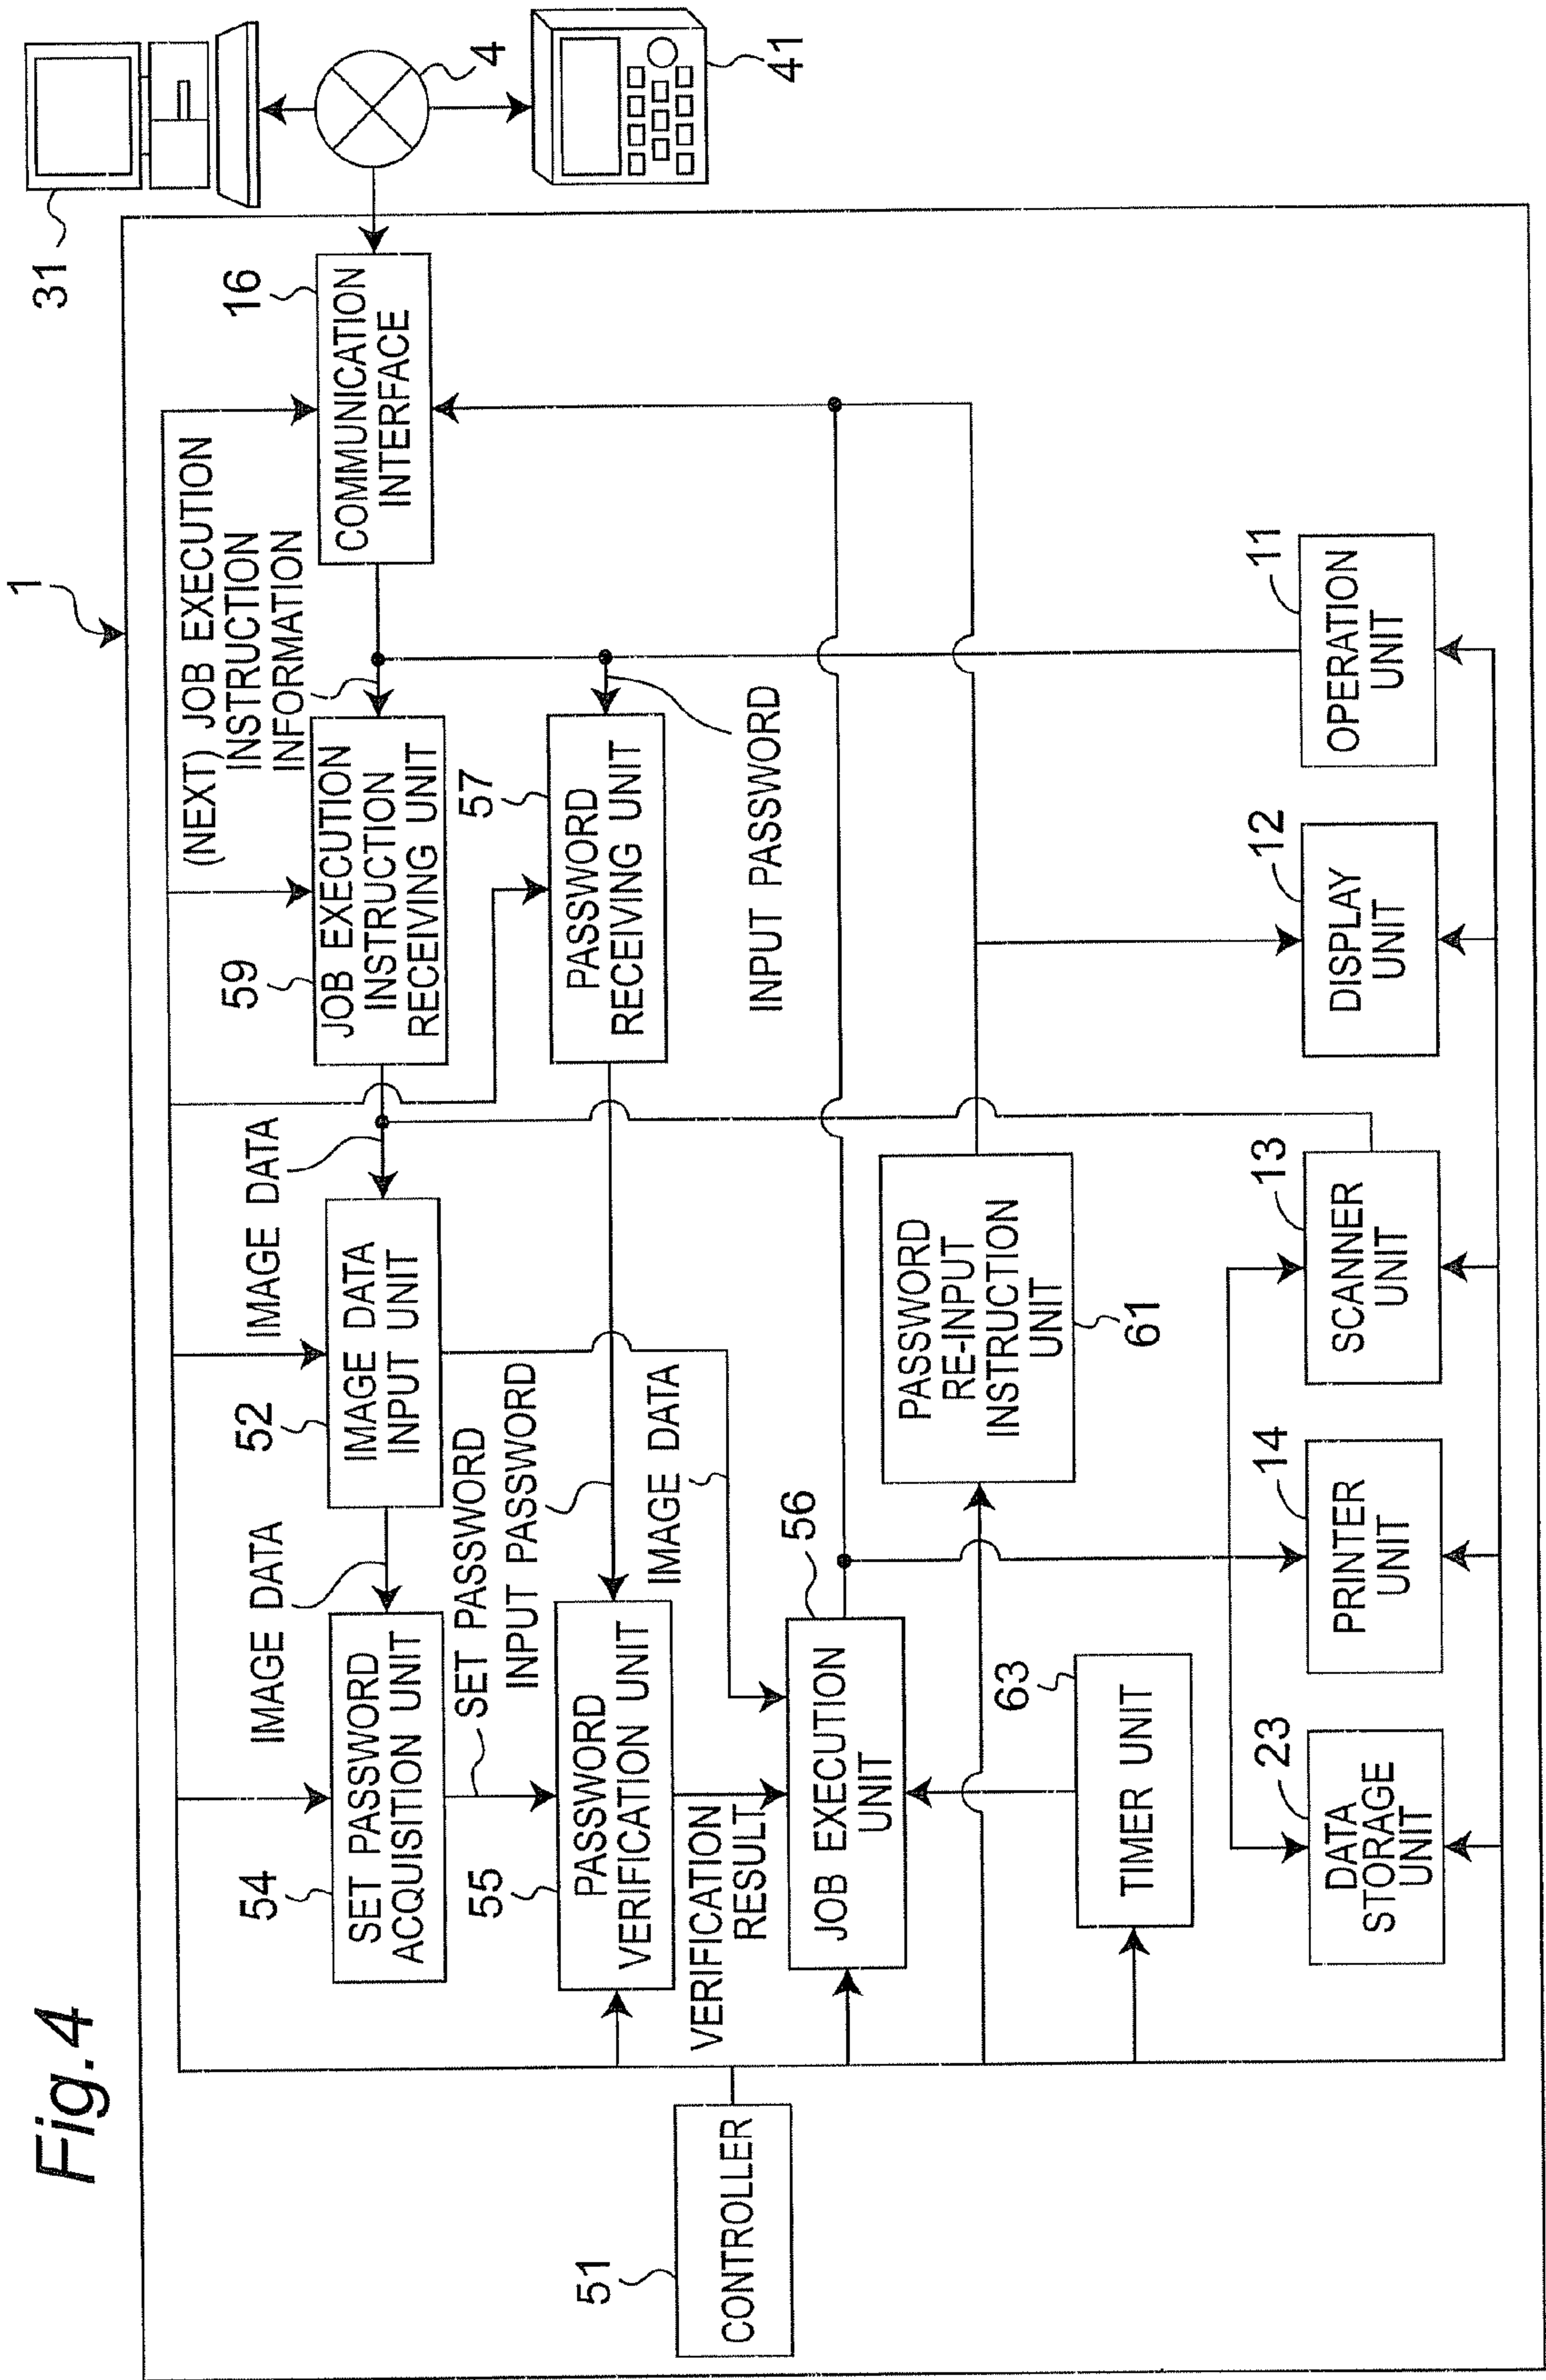 Fig.4
1
31
4
41
16
COMMUNICATION
INTERFACE
(NEXT) JOB EXECUTION
INSTRUCTION
INFORMATION
59
JOB EXECUTION
INSTRUCTION
RECEIVING UNIT
57
PASSWORD
RECEIVING UNIT
INPUT PASSWORD
IMAGE DATA
52
IMAGE DATA
INPUT UNIT
IMAGE DATA
54
SET PASSWORD
ACQUISITION UNIT
SET PASSWORD
INPUT PASSWORD
IMAGE DATA
55
PASSWORD
VERIFICATION UNIT
VERIFICATION
RESULT
56
JOB EXECUTION
UNIT
PASSWORD
RE-INPUT
INSTRUCTION
UNIT
61
63
TIMER UNIT
51
CONTROLLER
23
DATA
STORAGE
UNIT
14
PRINTER
UNIT
13
SCANNER
UNIT
12
DISPLAY
UNIT
11
OPERATION
UNIT